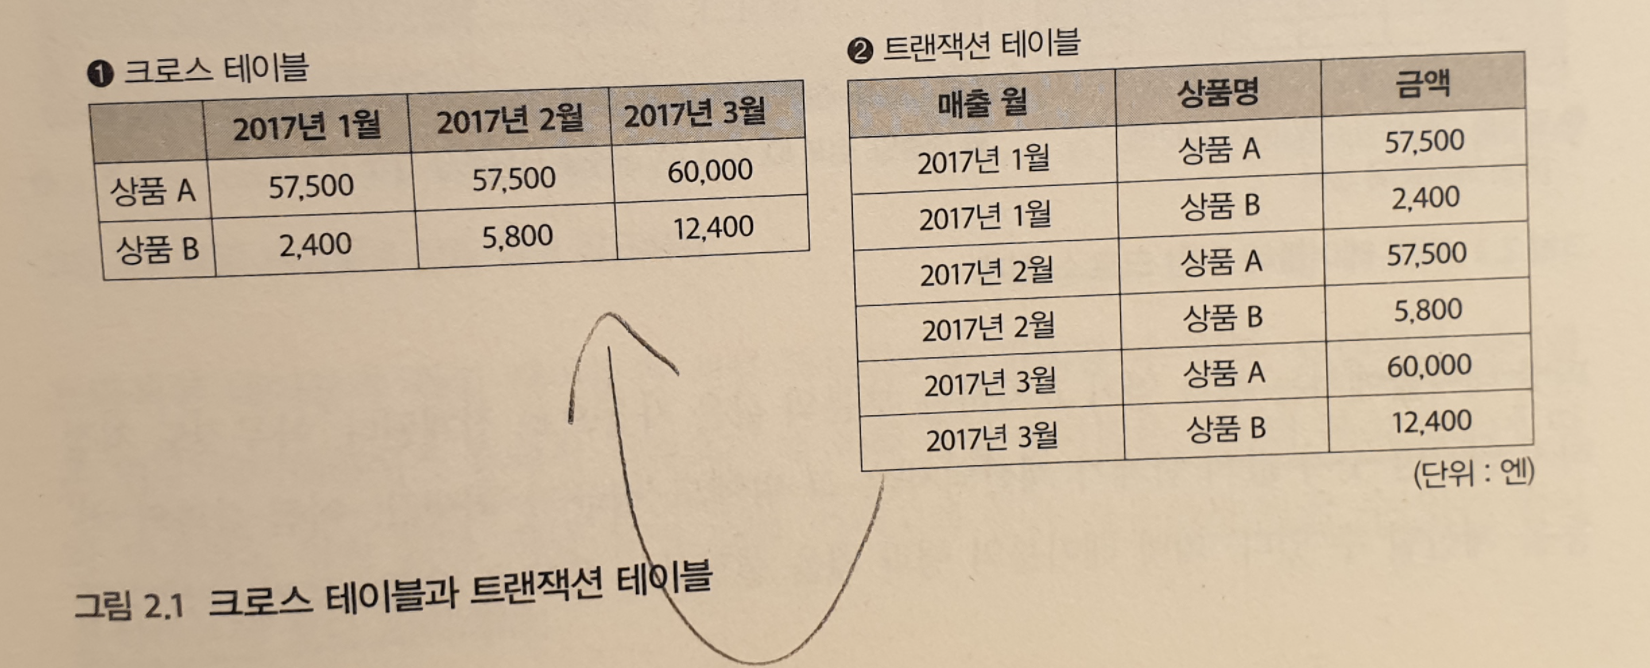 ❶ 크로스 테이블
2017년 1월 2017년 2월 2017년 3월
상품 A 57,500 57,500 60,000
상품 B 2,400 5,800 12,400
❷ 트랜잭션 테이블
매출 월 상품명 금액
2017년 1월 상품 A 57,500
2017년 1월 상품 B 2,400
2017년 2월 상품 A 57,500
2017년 2월 상품 B 5,800
2017년 3월 상품 A 60,000
2017년 3월 상품 B 12,400
(단위 : 엔)
그림 2.1 크로스 테이블과 트랜잭션 테이블